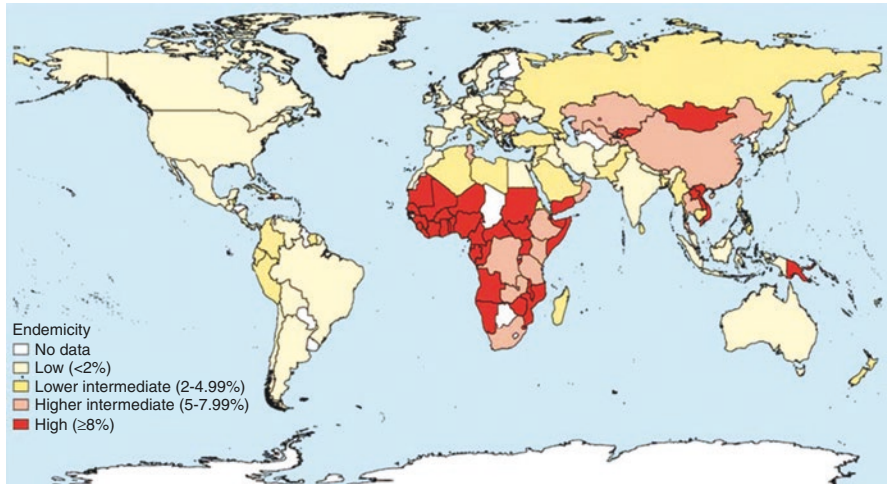 Endemicity
No data
Low (<2%)
Lower intermediate (2-4.99%)
Higher intermediate (5-7.99%)
High (≥8%)